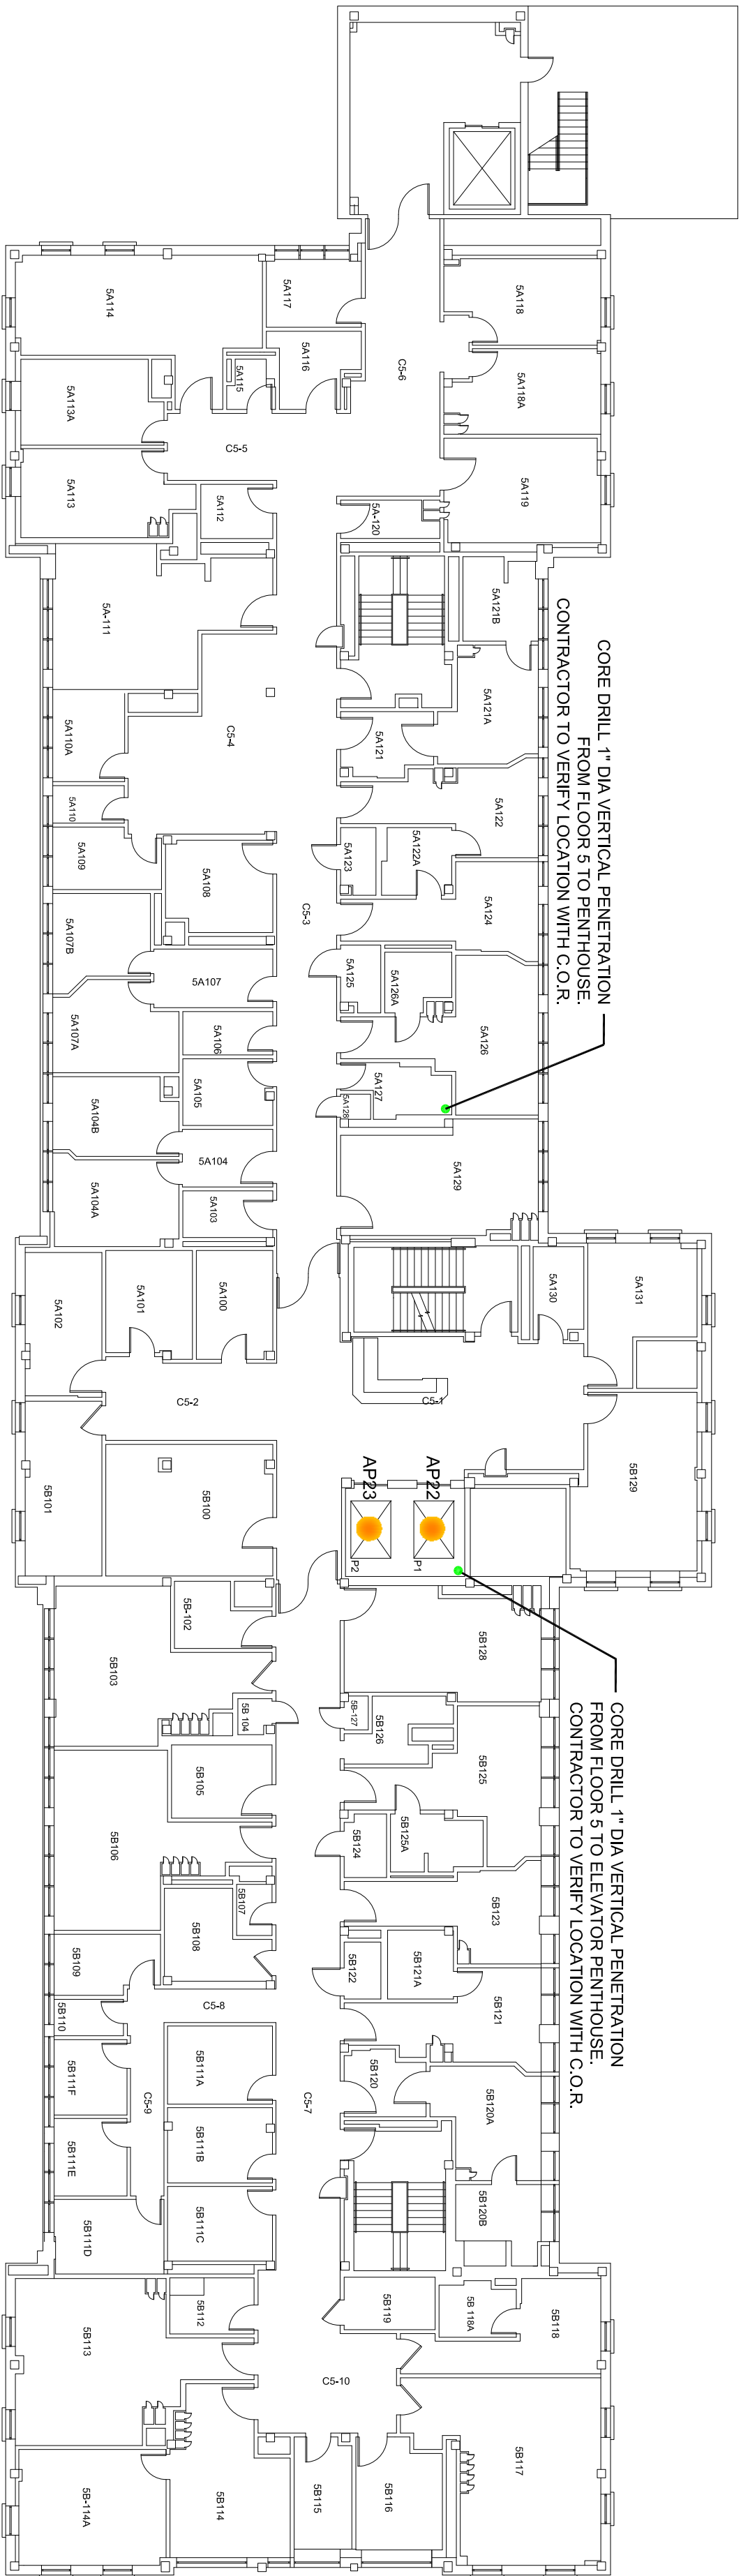 5A118
5A118A
5A119
C5-6
5A117
5A116
5A115
5A114
5A113A
5A113
C5-5
5A112
5A-120
5A121B
5A121A
5A121
5A-111
C5-4
5A110A
5A110
5A109
5A108
5A107B
5A107
5A107A
5A106
5A105
5A104B
5A104
5A104A
5A103
C5-3
5A122
5A122A
5A123
5A124
5A125
5A126A
5A126
5A127
5A128
5A129
CORE DRILL 1" DIA VERTICAL PENETRATION
FROM FLOOR 5 TO PENTHOUSE.
CONTRACTOR TO VERIFY LOCATION WITH C.O.R.
5A130
5A131
5A100
5A101
5A102
C5-2
C5-1
5B129
5B101
5B100
AP22
AP23
P1
P2
CORE DRILL 1" DIA VERTICAL PENETRATION
FROM FLOOR 5 TO ELEVATOR PENTHOUSE.
CONTRACTOR TO VERIFY LOCATION WITH C.O.R.
5B128
5B-102
5B103
5B 104
5B-127
5B126
5B125
5B105
5B106
5B125A
5B124
5B123
5B107
5B108
5B109
5B110
5B122
5B121A
5B121
C5-8
C5-7
5B120
5B120A
5B120B
5B111A
5B111B
5B111C
C5-9
5B111F
5B111E
5B111D
5B112
5B113
5B119
5B 118A
5B118
C5-10
5B117
5B116
5B115
5B114
5B-114A